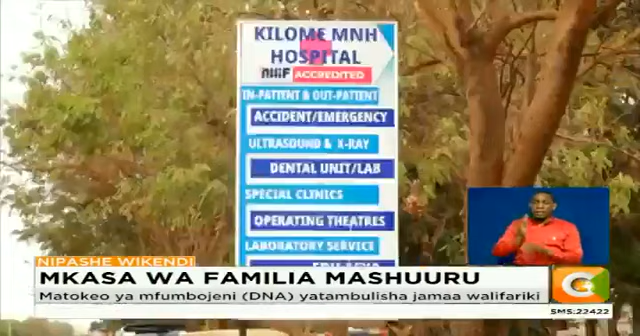 KILOME MNH
HOSPITAL
NHIF ACCREDITED
IN-PATIENT & OUT-PATIENT
ACCIDENT/EMERGENCY
ULTRASOUND & X-RAY
DENTAL UNIT/LAB
SPECIAL CLINICS
OPERATING THEATRES
LABORATORY SERVICE
NIPASHE WIKENDI
MKASA WA FAMILIA MASHUURU
Matokeo ya mfumbojeni (DNA) yatambulisha jamaa walifariki
SMS:22422